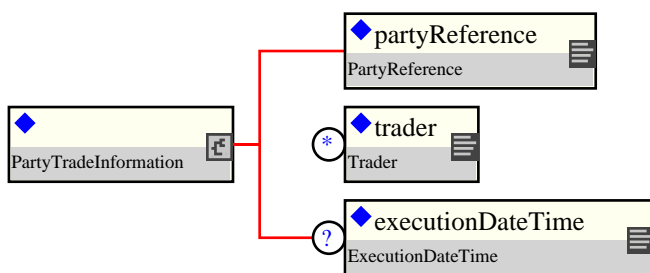 partyReference
PartyReference
PartyTradeInformation
*
trader
Trader
?
executionDateTime
ExecutionDateTime